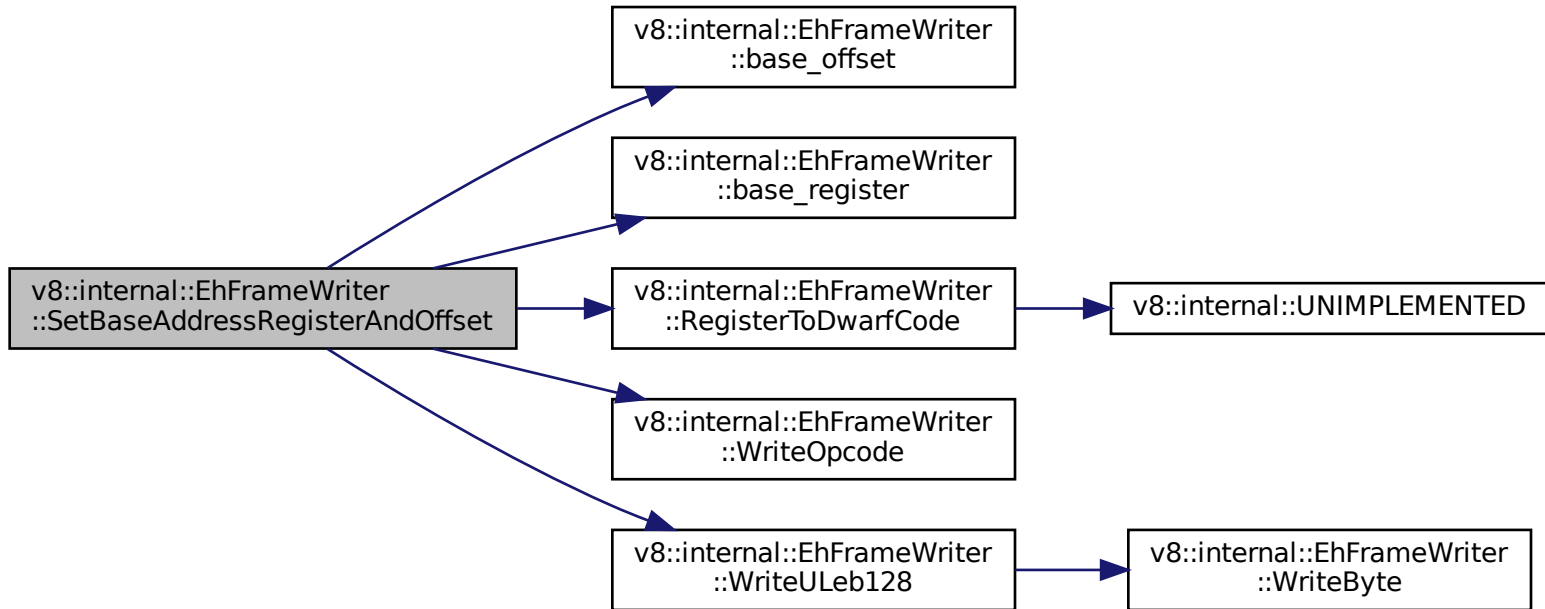 v8::internal::EhFrameWriter
::base_offset
v8::internal::EhFrameWriter
::base_register
v8::internal::EhFrameWriter
::SetBaseAddressRegisterAndOffset
v8::internal::EhFrameWriter
::RegisterToDwarfCode
v8::internal::UNIMPLEMENTED
v8::internal::EhFrameWriter
::WriteOpcode
v8::internal::EhFrameWriter
::WriteULeb128
v8::internal::EhFrameWriter
::WriteByte